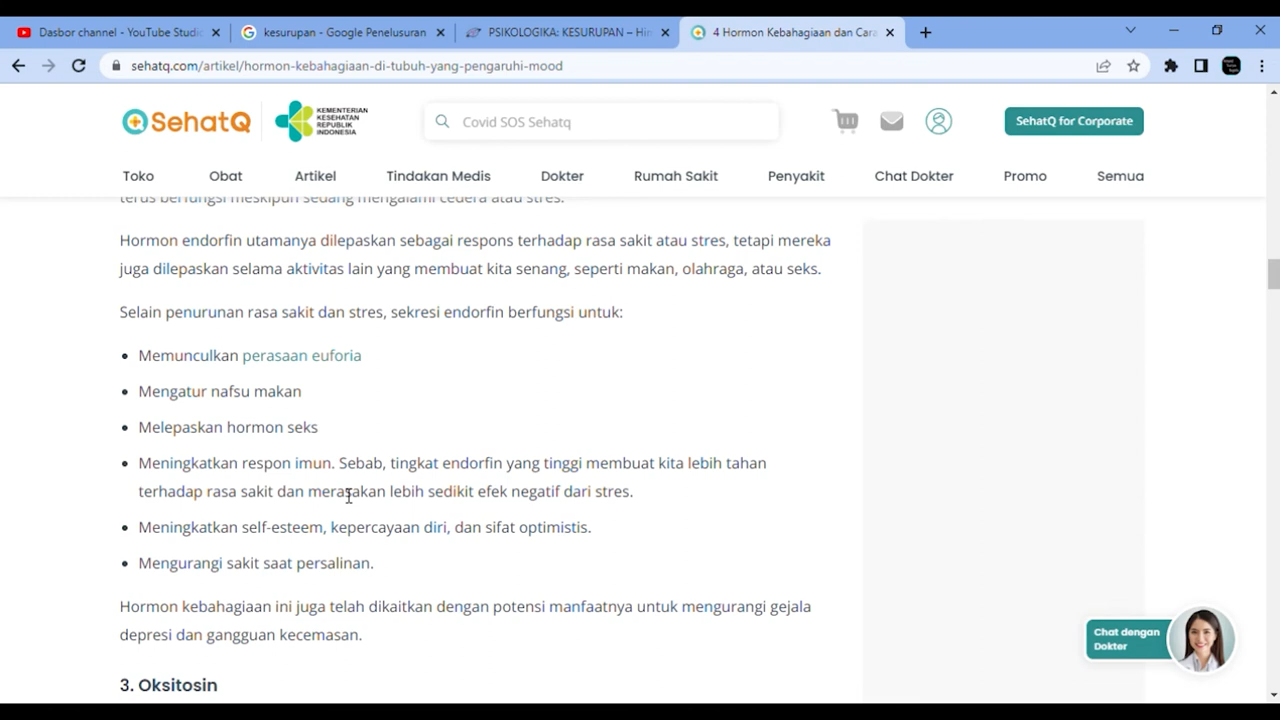 Dasbor channel - YouTube Studio
kesurupan - Google Penelusuran
PSIKOLOGIKA: KESURUPAN – Hin
4 Hormon Kebahagiaan dan Cara
sehatq.com/artikel/hormon-kebahagiaan-di-tubuh-yang-pengaruhi-mood
SehatQ
KEMENTERIAN
KESEHATAN
REPUBLIK
INDONESIA
Covid SOS Sehatq
SehatQ for Corporate
Toko Obat Artikel Tindakan Medis Dokter Rumah Sakit Penyakit Chat Dokter Promo Semua
terus berfungsi meskipun sedang mengalami cedera atau stres.
Hormon endorfin utamanya dilepaskan sebagai respons terhadap rasa sakit atau stres, tetapi mereka
juga dilepaskan selama aktivitas lain yang membuat kita senang, seperti makan, olahraga, atau seks.
Selain penurunan rasa sakit dan stres, sekresi endorfin berfungsi untuk:
• Memunculkan perasaan euforia
• Mengatur nafsu makan
• Melepaskan hormon seks
• Meningkatkan respon imun. Sebab, tingkat endorfin yang tinggi membuat kita lebih tahan
terhadap rasa sakit dan merasakan lebih sedikit efek negatif dari stres.
• Meningkatkan self-esteem, kepercayaan diri, dan sifat optimistis.
• Mengurangi sakit saat persalinan.
Hormon kebahagiaan ini juga telah dikaitkan dengan potensi manfaatnya untuk mengurangi gejala
depresi dan gangguan kecemasan.
Chat dengan
Dokter
3. Oksitosin